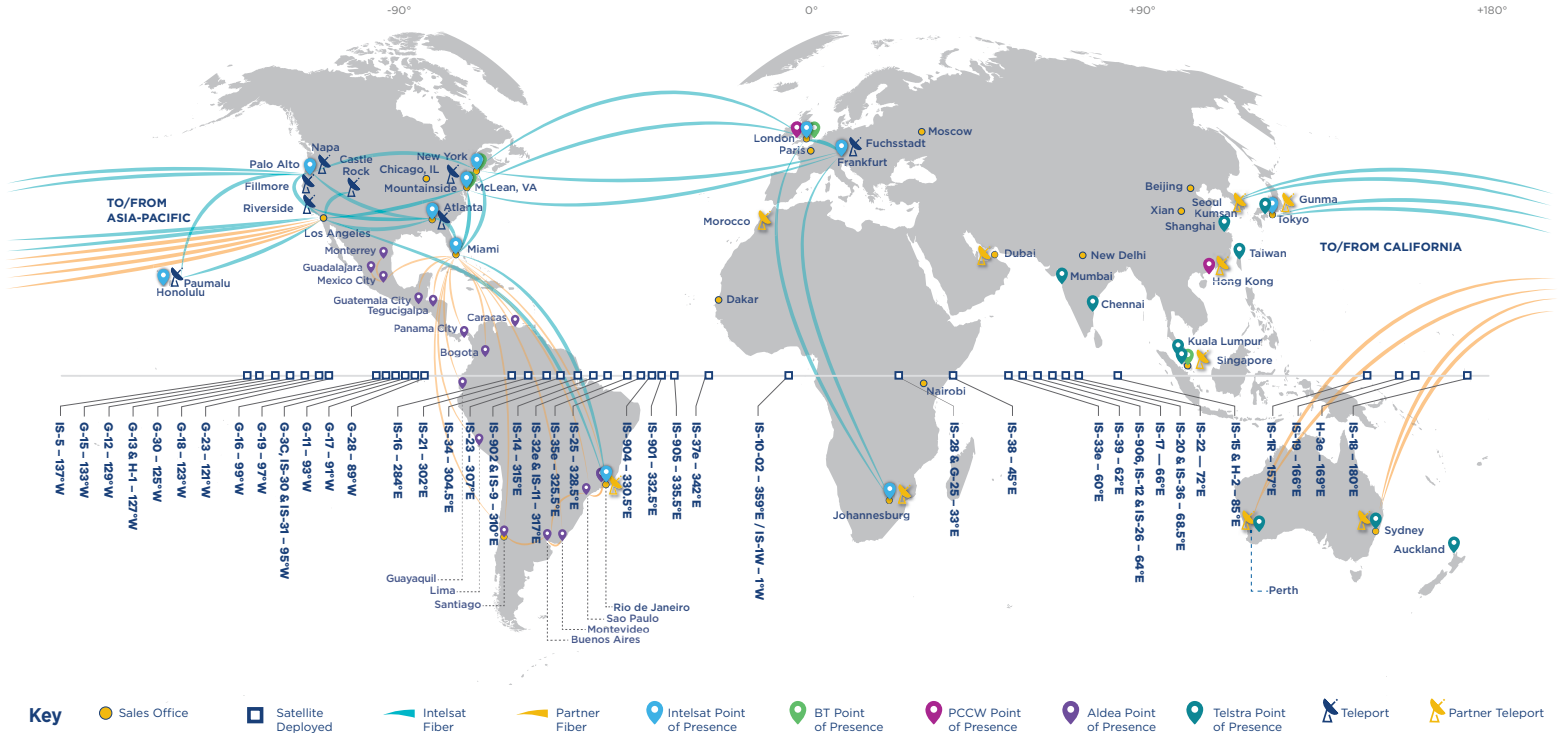 -90°
0°
+90°
+180°
London
Paris
Moscow
Fuchsstadt
Frankfurt
Napa
Palo Alto
Castle
Rock
New York
Chicago, IL
Mountainside
McLean, VA
Fillmore
Riverside
Atlanta
Los Angeles
Miami
TO/FROM
ASIA-PACIFIC
Paumalu
Honolulu
Monterrey
Guadalajara
Mexico City
Guatemala City
Tegucigalpa
Caracas
Panama City
Bogota
Morocco
Dakar
Dubai
New Delhi
Mumbai
Chennai
Beijing
Seoul
Xian
Kumsan
Shanghai
Gunma
Tokyo
Taiwan
Hong Kong
TO/FROM CALIFORNIA
Kuala Lumpur
Singapore
Nairobi
IS-5 – 137°W
G-15 – 133°W
G-12 – 129°W
G-13 & H-1 – 127°W
G-30 – 125°W
G-18 – 123°W
G-23 – 121°W
G-16 – 99°W
G-19 – 97°W
G-3C, IS-30 & IS-31 – 95°W
G-11 – 93°W
G-17 – 91°W
G-28 – 89°W
IS-16 – 284°E
IS-21 – 302°E
IS-34 – 304.5°E
IS-23 – 307°E
IS-902 & IS-9 – 310°E
IS-14 – 315°E
IS-32e & IS-11 – 317°E
IS-35e – 325.5°E
IS-25 – 328.5°E
IS-904 – 330.5°E
IS-901 – 332.5°E
IS-905 – 335.5°E
IS-37e – 342°E
IS-10-02 – 359°E / IS-1W – 1°W
IS-28 & G-25 – 33°E
IS-38 – 45°E
IS-33e – 60°E
IS-39 – 62°E
IS-906, IS-12 & IS-26 – 64°E
IS-17 — 66°E
IS-20 & IS-36 – 68.5°E
IS-22 — 72°E
IS-15 & H-2 – 85°E
IS-1R – 157°E
IS-19 – 166°E
H-3e – 169°E
IS-18 – 180°E
Johannesburg
Sydney
Auckland
Perth
Guayaquil
Lima
Santiago
Rio de Janeiro
Sao Paulo
Montevideo
Buenos Aires
Key
Sales Office
Satellite
Deployed
Intelsat
Fiber
Partner
Fiber
Intelsat Point
of Presence
BT Point
of Presence
PCCW Point
of Presence
Aldea Point
of Presence
Telstra Point
of Presence
Teleport
Partner Teleport